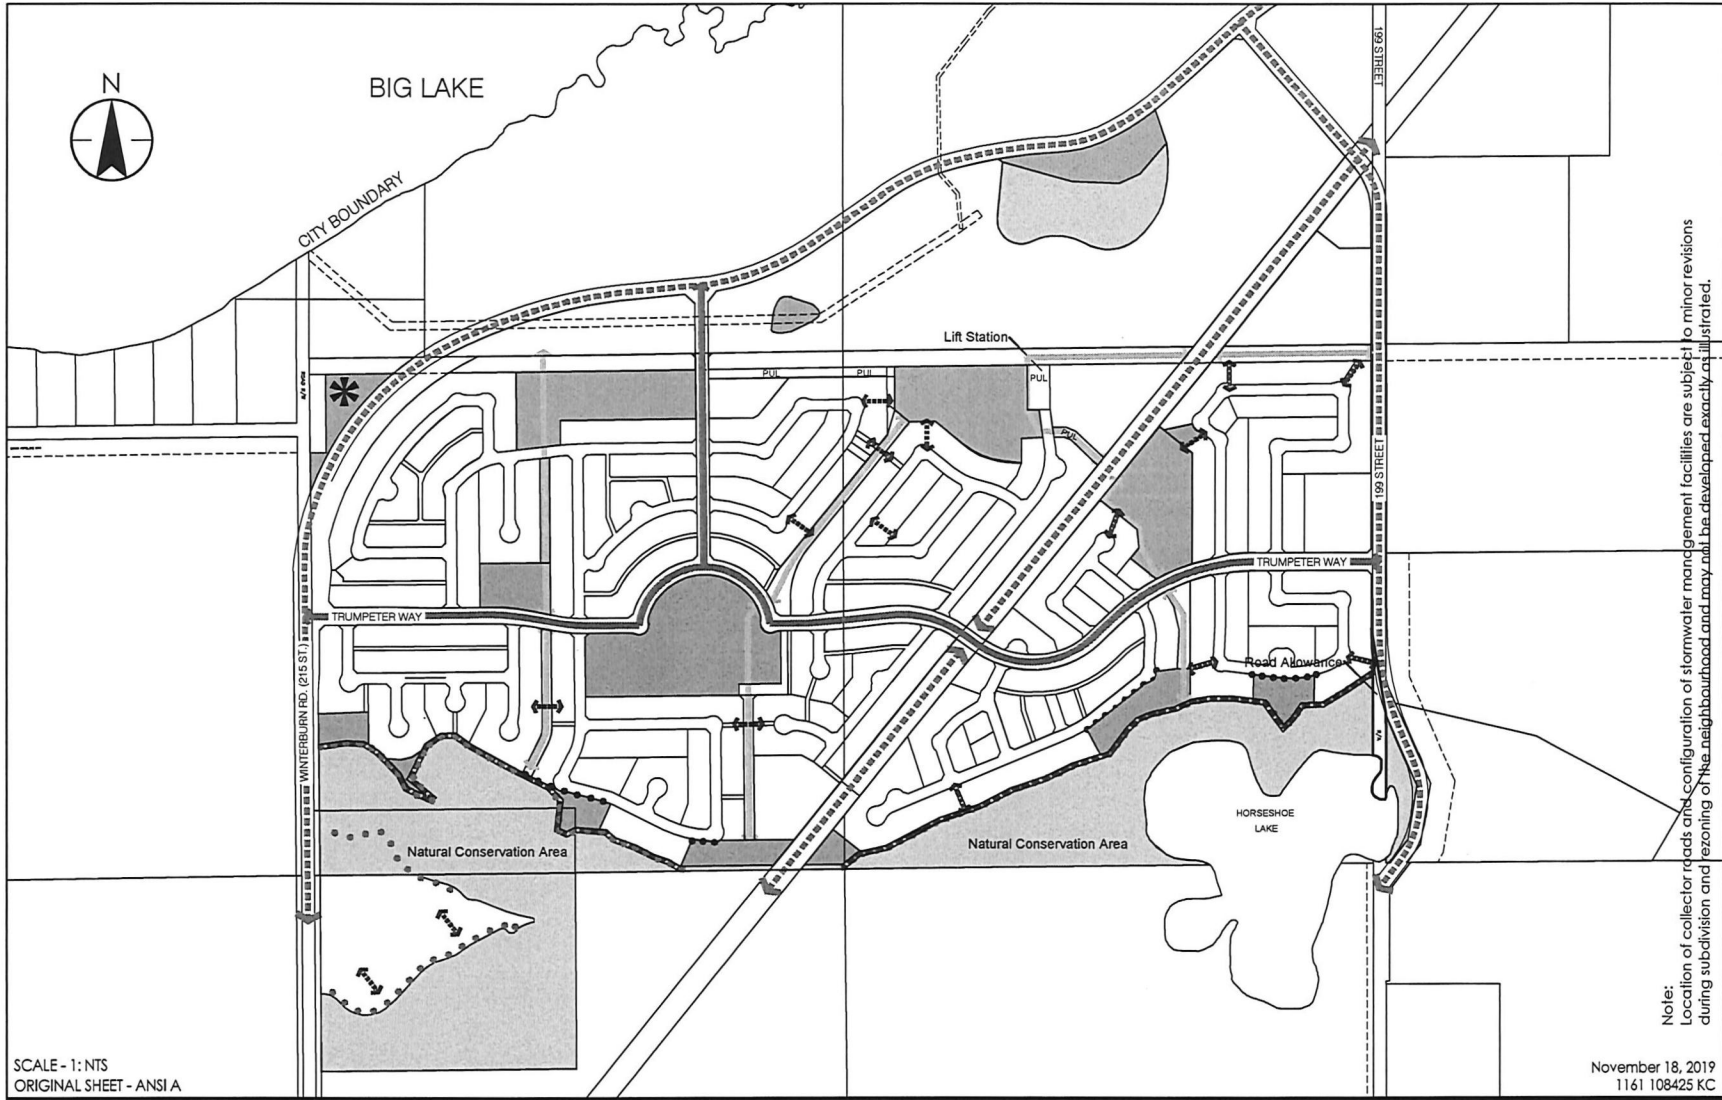 N
BIG LAKE
CITY BOUNDARY
199 STREET
Lift Station
PUL
PUL
PUL
PUL
199 STREET
TRUMPETER WAY
TRUMPETER WAY
WINTERBURN RD. (215 ST.)
Road Allowance
HORSESHOE
LAKE
Natural Conservation Area
Natural Conservation Area
Note:
Location of collector roads and configuration of stormwater management facilities are subject to minor revisions
during subdivision and rezoning of the neighbourhood and may not be developed exactly as illustrated.
SCALE - 1: NTS
ORIGINAL SHEET - ANSI A
November 18, 2019
1161 108425 KC